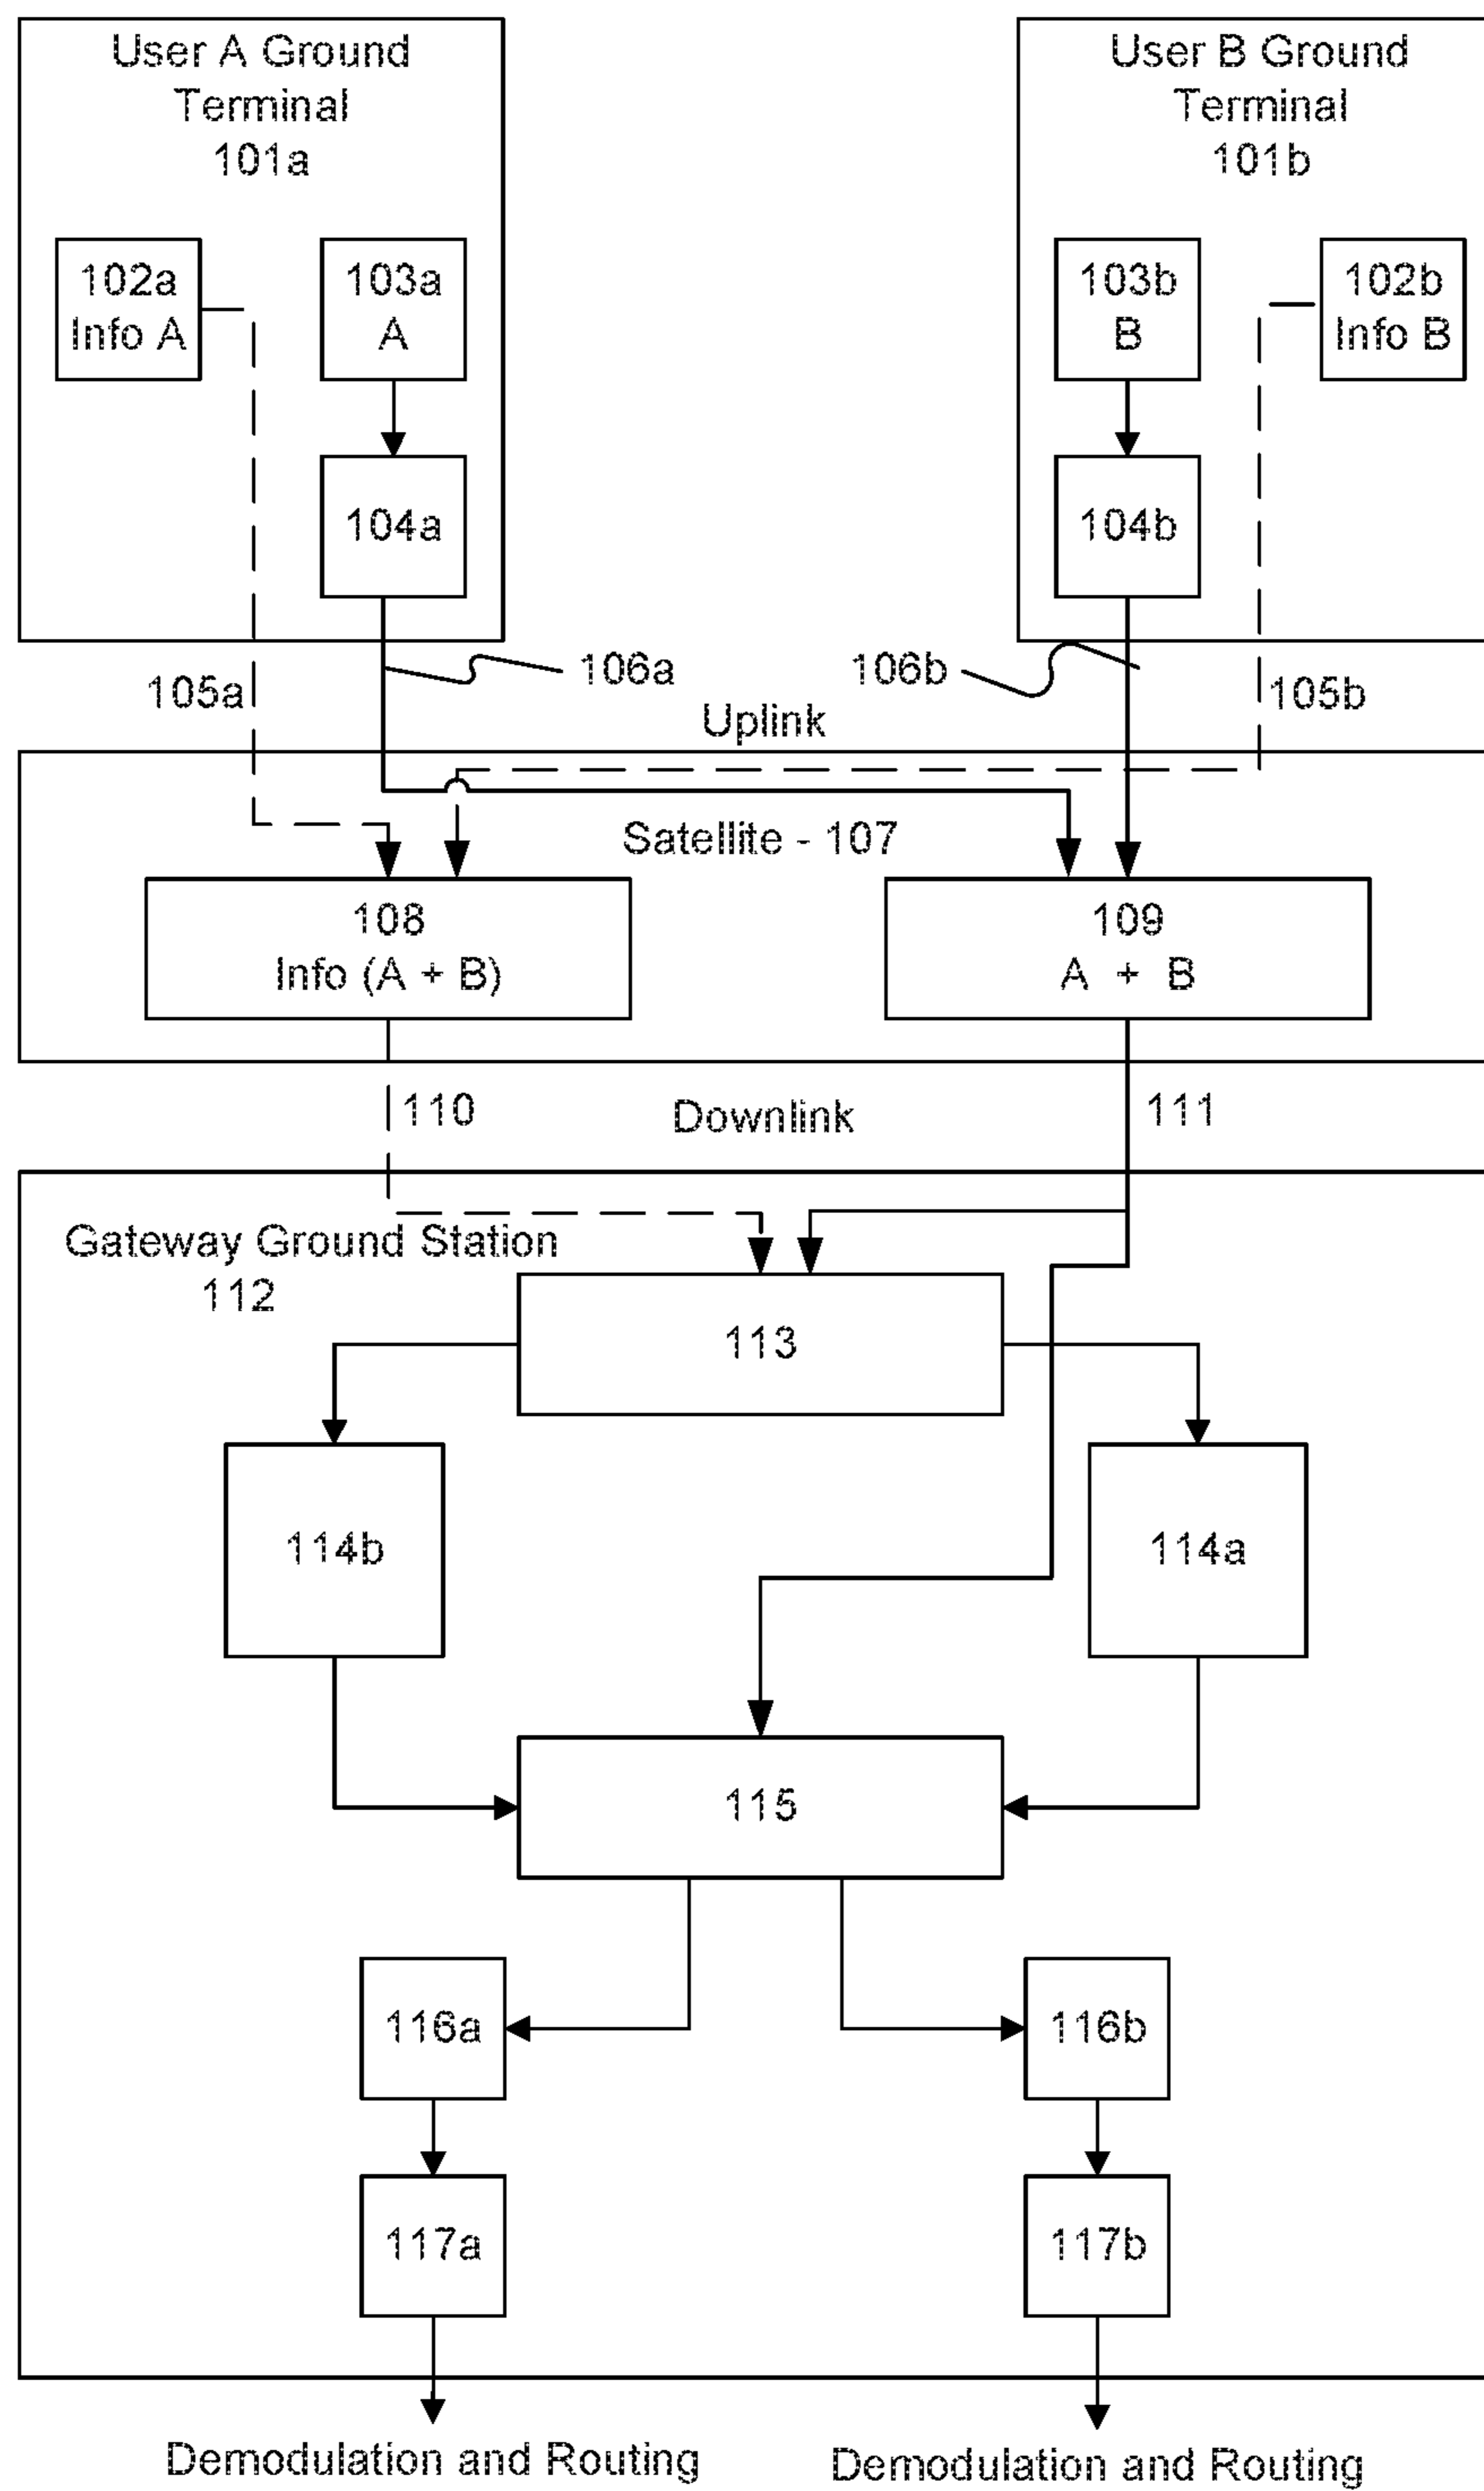 User A Ground
Terminal
101a
User B Ground
Terminal
101b
102a
Info A
103a
A
103b
B
102b
Info B
104a
104b
105a
106a
106b
105b
Uplink
Satellite - 107
108
Info (A + B)
109
A + B
110
Downlink
111
Gateway Ground Station
112
113
114b
114a
115
116a
116b
117a
117b
Demodulation and Routing
Demodulation and Routing